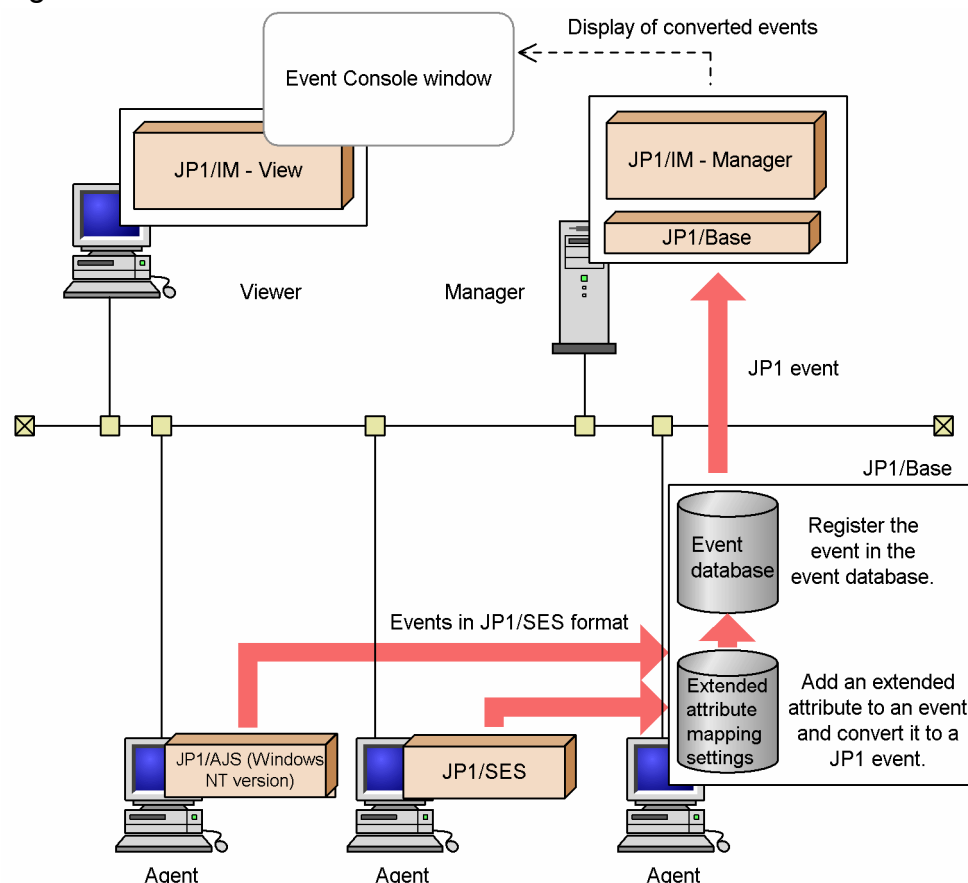 Display of converted events
Event Console window
JP1/IM - View
JP1/IM - Manager
JP1/Base
Viewer
Manager
JP1 event
JP1/Base
Event
database
Register the
event in the
event database.
Events in JP1/SES format
Extended
attribute
mapping
settings
Add an extended
attribute to an event
and convert it to a
JP1 event.
JP1/AJS (Windows
NT version)
JP1/SES
Agent
Agent
Agent